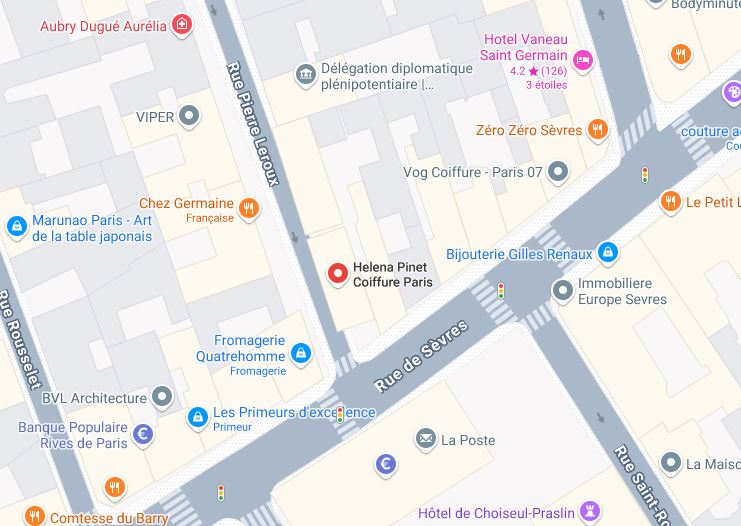 Bodyminute
Aubry Dugué Aurélia
Hotel Vaneau
Saint Germain
4.2 ★ (126)
3 étoiles
Rue Pierre Leroux
Délégation diplomatique
plénipotentiaire |...
VIPER
Zéro Zéro Sèvres
couture a
Cou
Vog Coiffure - Paris 07
Chez Germaine
Française
Le Petit L
Marunao Paris - Art
de la table japonais
Bijouterie Gilles Renaux
Helena Pinet
Coiffure Paris
Immobiliere
Europe Sevres
Rue Rousselet
Fromagerie
Quatrehomme
Fromagerie
Rue de Sèvres
BVL Architecture
Les Primeurs d'excellence
Primeur
Banque Populaire
Rives de Paris
€
La Poste
€
Rue Saint-Ro
La Maiso
Comtesse du Barry
Hôtel de Choiseul-Praslin